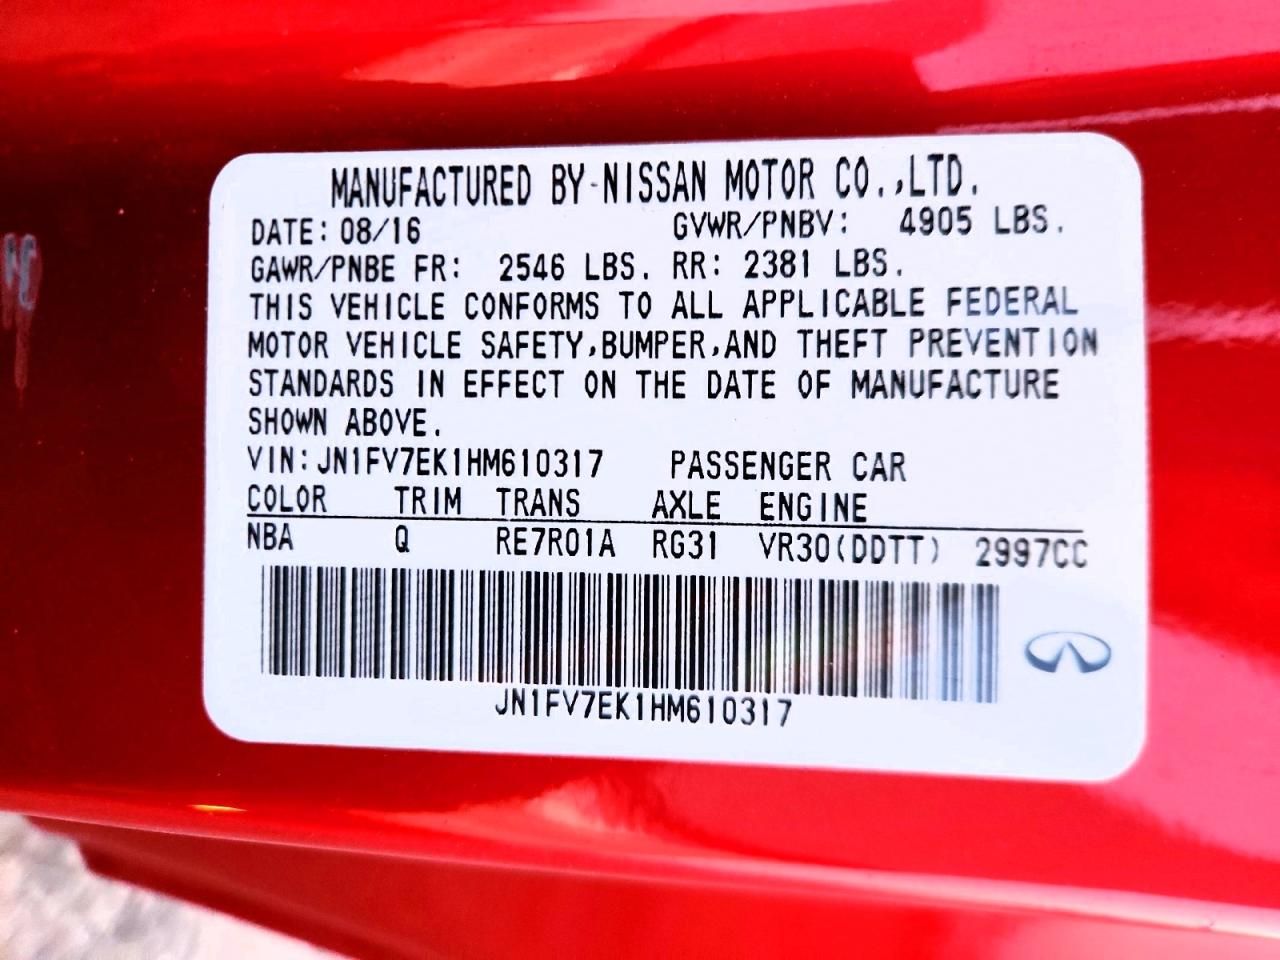 MANUFACTURED BY-NISSAN MOTOR CO.,LTD.
DATE: 08/16 GVWR/PNBV: 4905 LBS.
GAWR/PNBE FR: 2546 LBS. RR: 2381 LBS.
THIS VEHICLE CONFORMS TO ALL APPLICABLE FEDERAL
MOTOR VEHICLE SAFETY,BUMPER,AND THEFT PREVENTION
STANDARDS IN EFFECT ON THE DATE OF MANUFACTURE
SHOWN ABOVE.
VIN:JN1FV7EK1HM610317 PASSENGER CAR
COLOR TRIM TRANS AXLE ENGINE
NBA Q RE7R01A RG31 VR30(DDTT) 2997CC
JN1FV7EK1HM610317